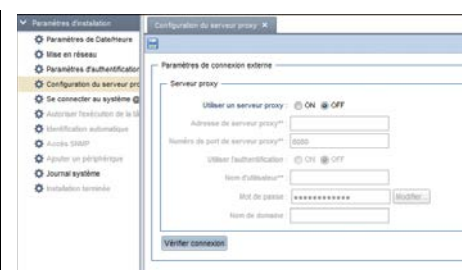 Paramètres d'installation
Paramètres de Date/Heure
Mise en réseau
Paramètres d'authentification
Configuration du serveur pro
Se connecter au système @
Autoriser l'exécution de la tâ
Identification automatique
Accès SNMP
Ajouter un périphérique
Journal système
Installation terminée
Configuration du serveur proxy ×
Paramètres de connexion externe
Serveur proxy
Utiliser un serveur proxy : ON OFF
Adresse de serveur proxy** :
Numéro de port de serveur proxy** : 8080
Utiliser l'authentification : ON OFF
Nom d'utilisateur** :
Mot de passe : ************ Modifier...
Nom de domaine :
Vérifier connexion